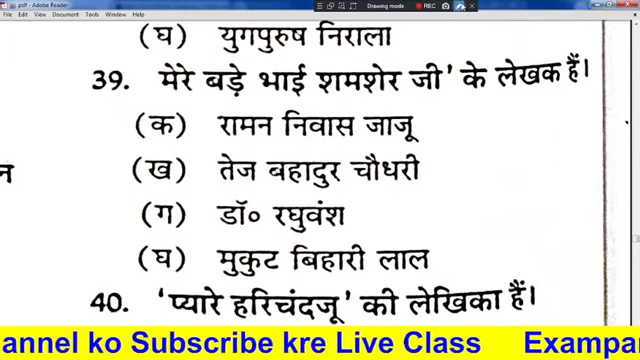 .pdf - Adobe Reader
Drawing mode
REC
File Edit View Document Tools Window Help
(घ) युगपुरुष निराला
39. मेरे बड़े भाई शमशेर जी' के लेखक हैं।
(क) रामन निवास जाजू
(ख) तेज बहादुर चौधरी
न
(ग) डॉ० रघुवंश
(घ) मुकुट बिहारी लाल
40. 'प्यारे हरिचंदजू' की लेखिका हैं।
annel ko Subscribe kre Live Class Exampa